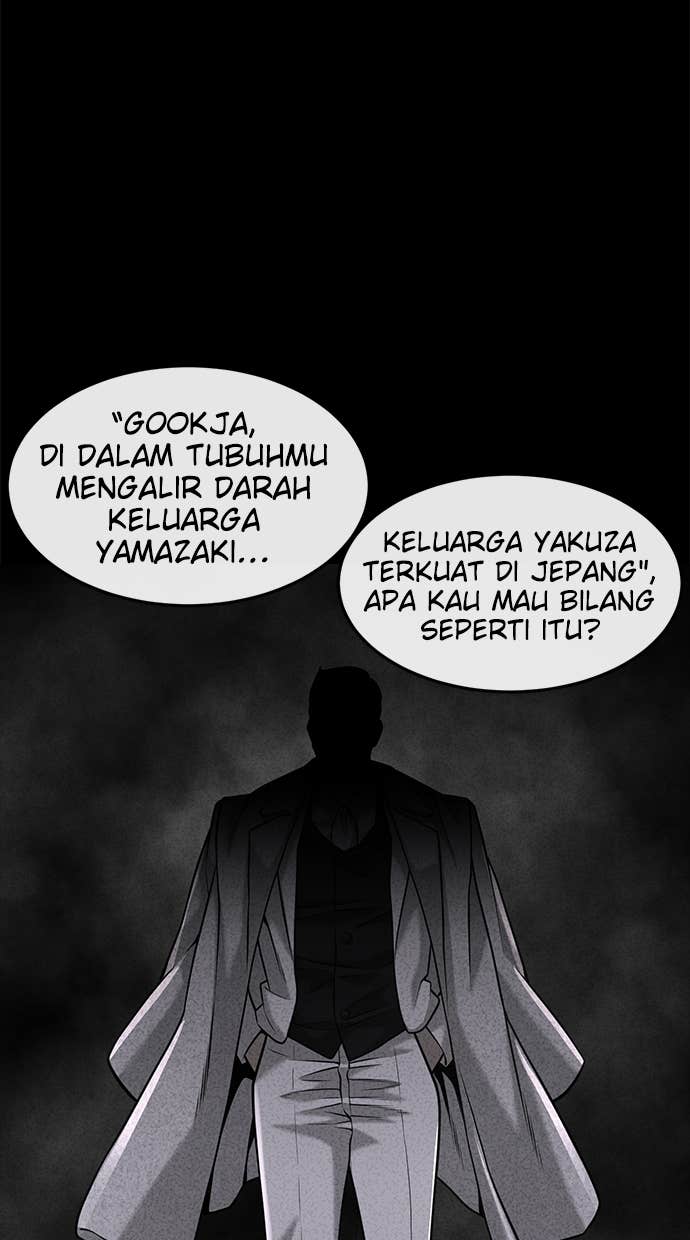 "GOOKJA,
DI DALAM TUBUHMU
MENGALIR DARAH
KELUARGA
YAMAZAKI...
KELUARGA YAKUZA
TERKUAT DI JEPANG",
APA KAU MAU BILANG
SEPERTI ITU?